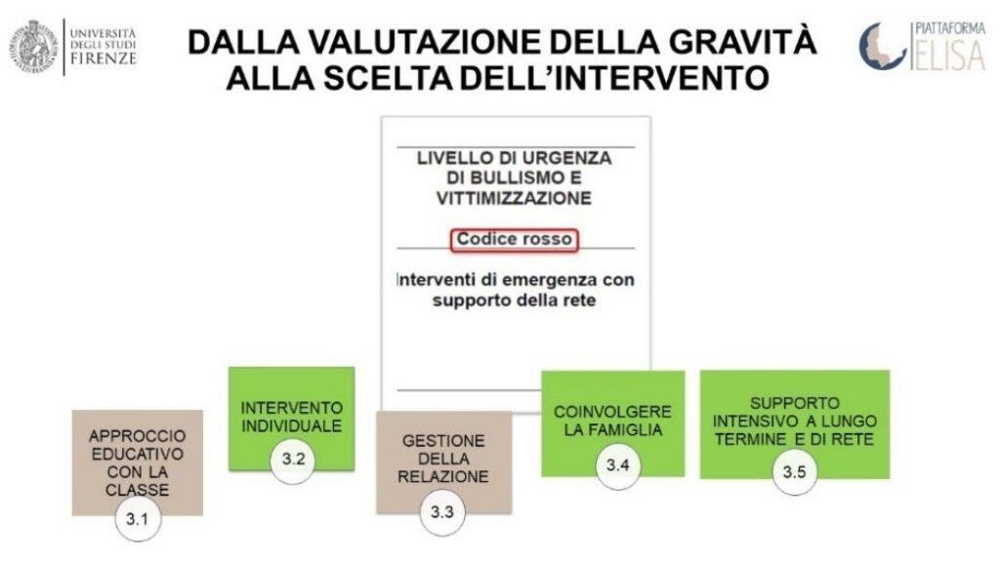 UNIVERSITÀ
DEGLI STUDI
FIRENZE
DALLA VALUTAZIONE DELLA GRAVITÀ
ALLA SCELTA DELL'INTERVENTO
PIATTAFORMA
ELISA
LIVELLO DI URGENZA
DI BULLISMO E
VITTIMIZZAZIONE
Codice rosso
Interventi di emergenza con
supporto della rete
APPROCCIO
EDUCATIVO
CON LA
CLASSE
3.1
INTERVENTO
INDIVIDUALE
3.2
GESTIONE
DELLA
RELAZIONE
3.3
COINVOLGERE
LA FAMIGLIA
3.4
SUPPORTO
INTENSIVO A LUNGO
TERMINE E DI RETE
3.5